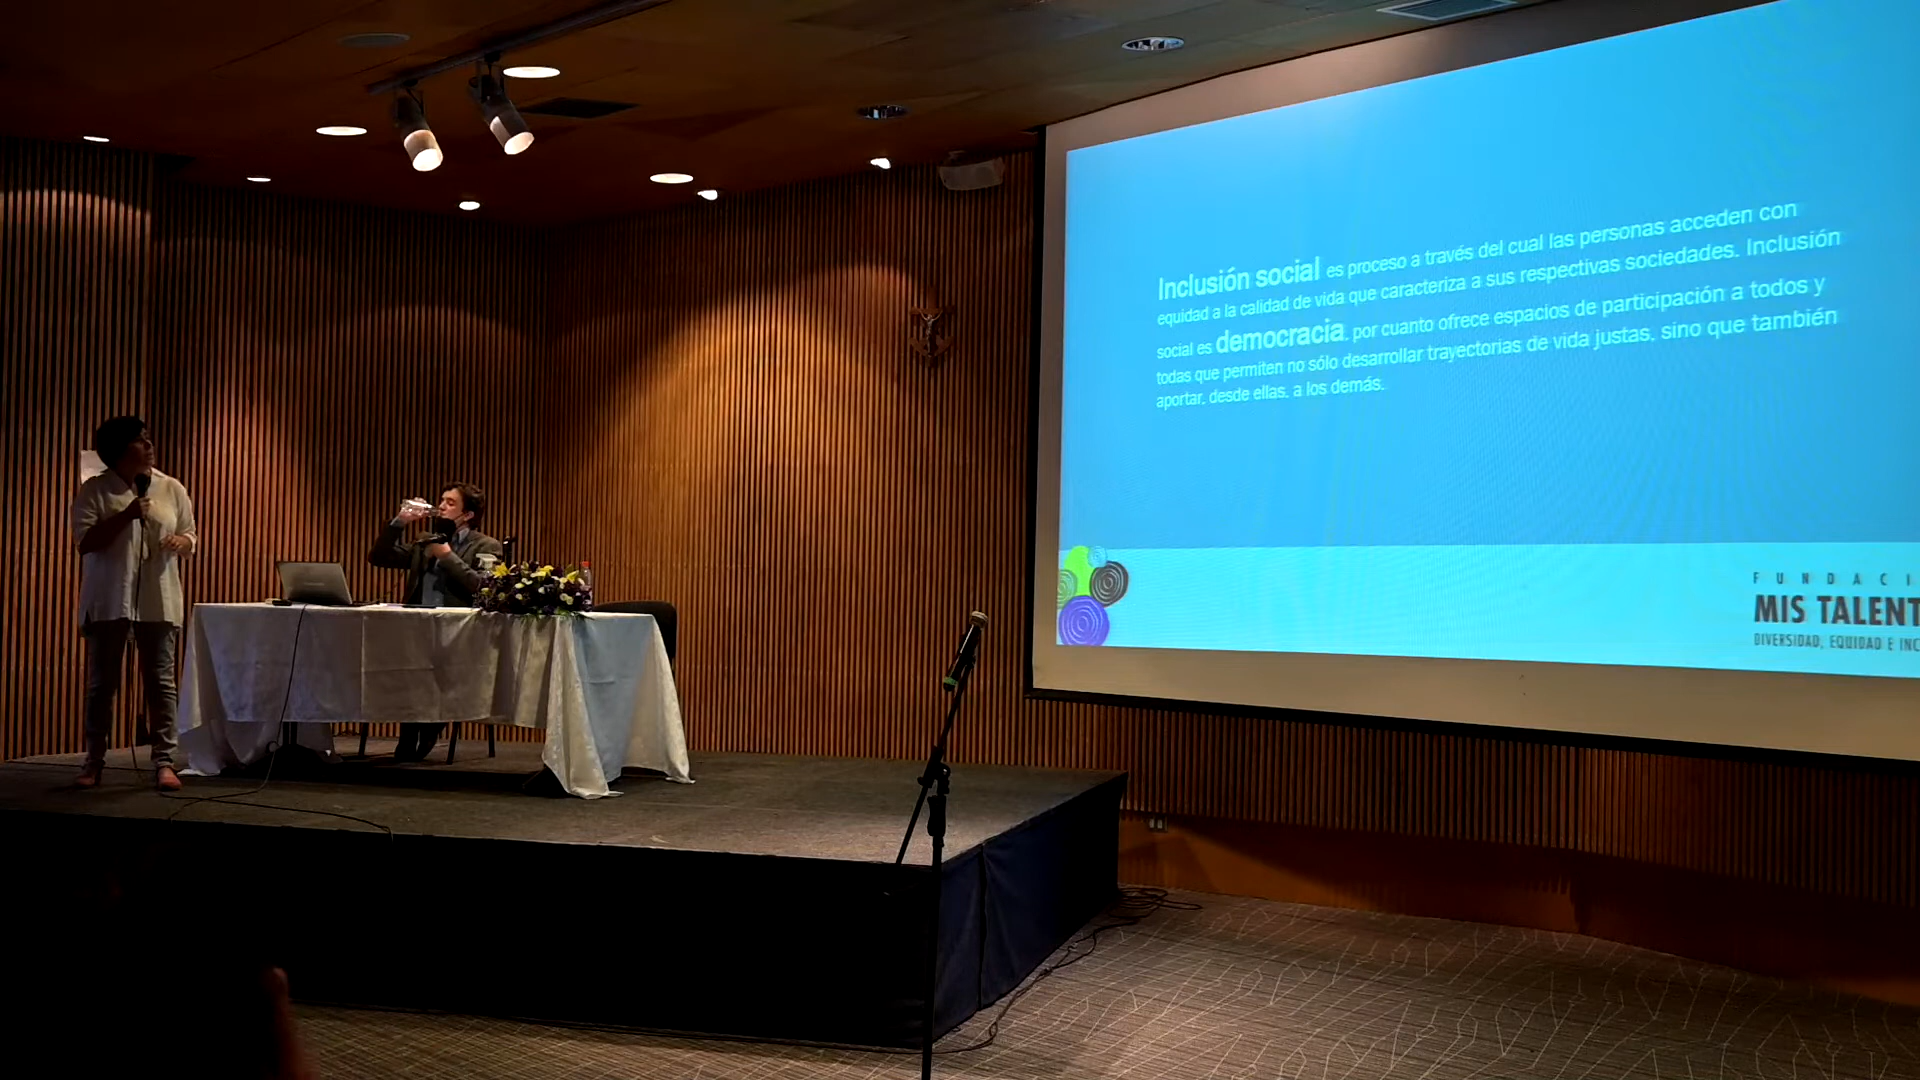 Inclusión social es proceso a través del cual las personas acceden con
equidad a la calidad de vida que caracteriza a sus respectivas sociedades. Inclusión
social es democracia, por cuanto ofrece espacios de participación a todos y
todas que permiten no sólo desarrollar trayectorias de vida justas, sino que también
aportar, desde ellas, a los demás.
FUNDACI
MIS TALENT
DIVERSIDAD, EQUIDAD E INC